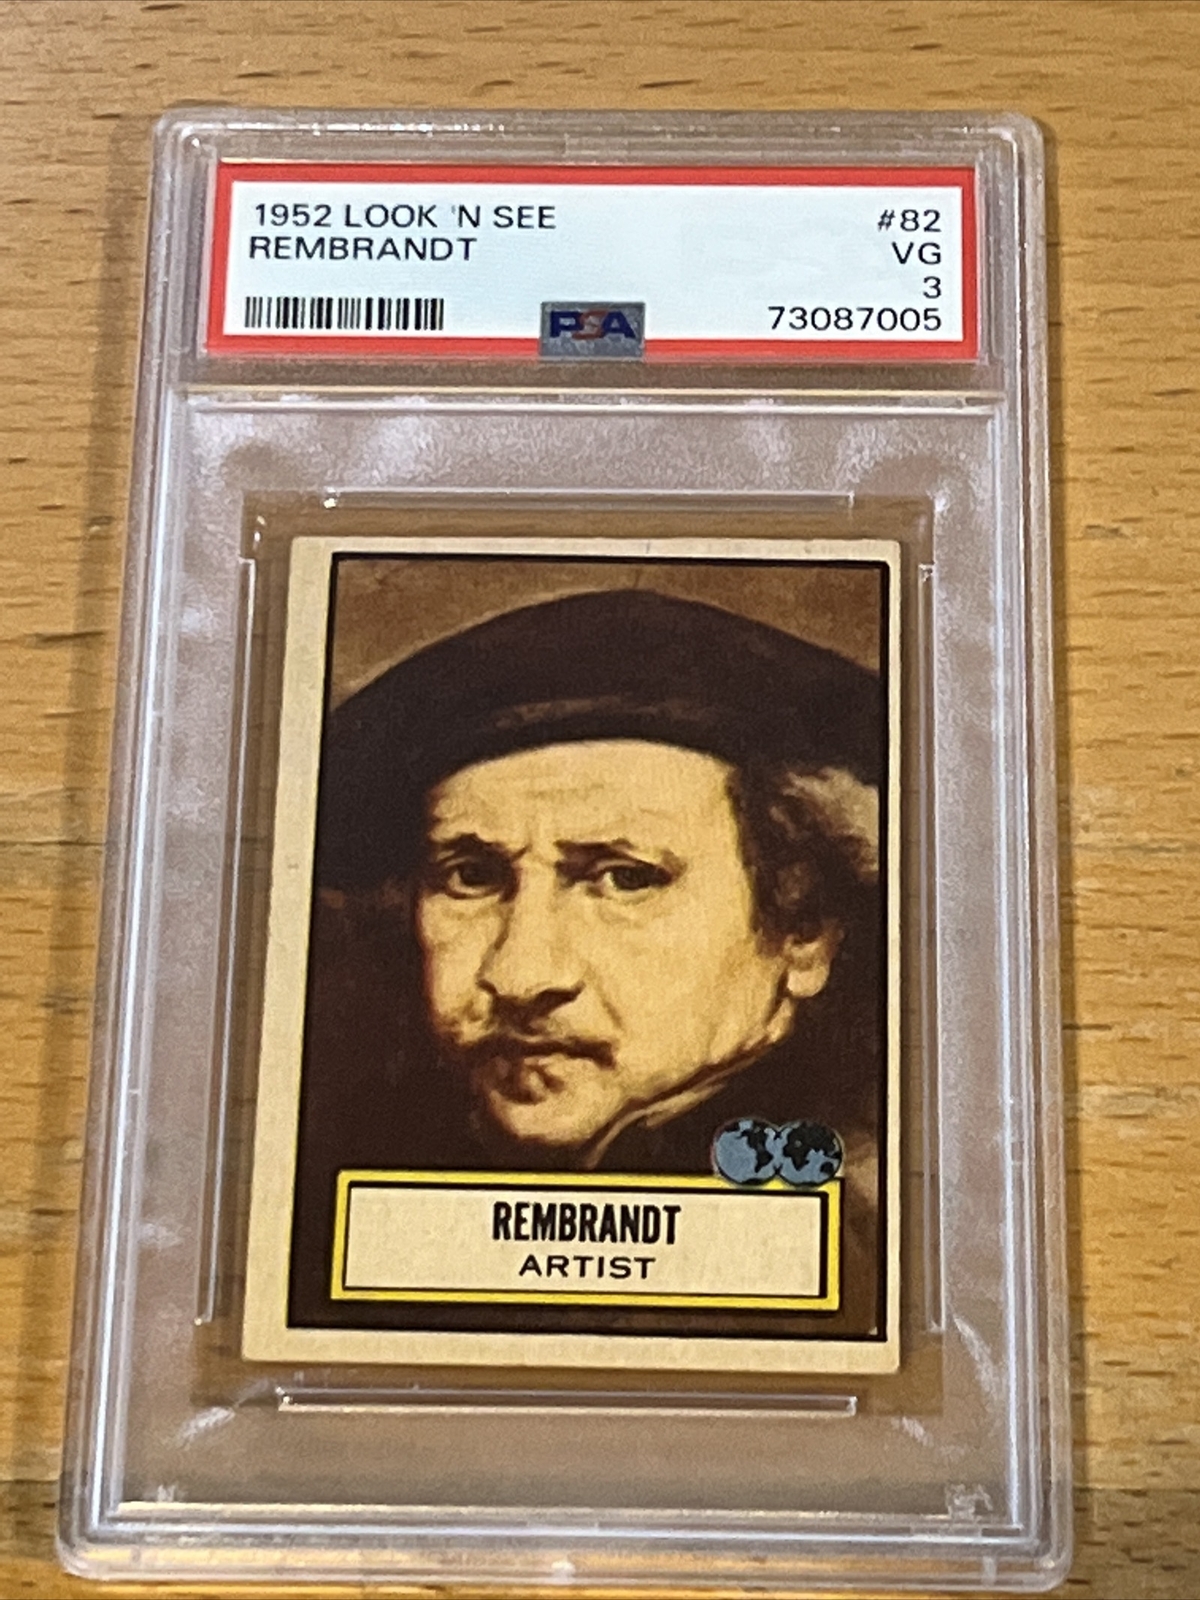 1952 LOOK 'N SEE
#82
REMBRANDT
VG
3
73087005
PSA
REMBRANDT
ARTIST